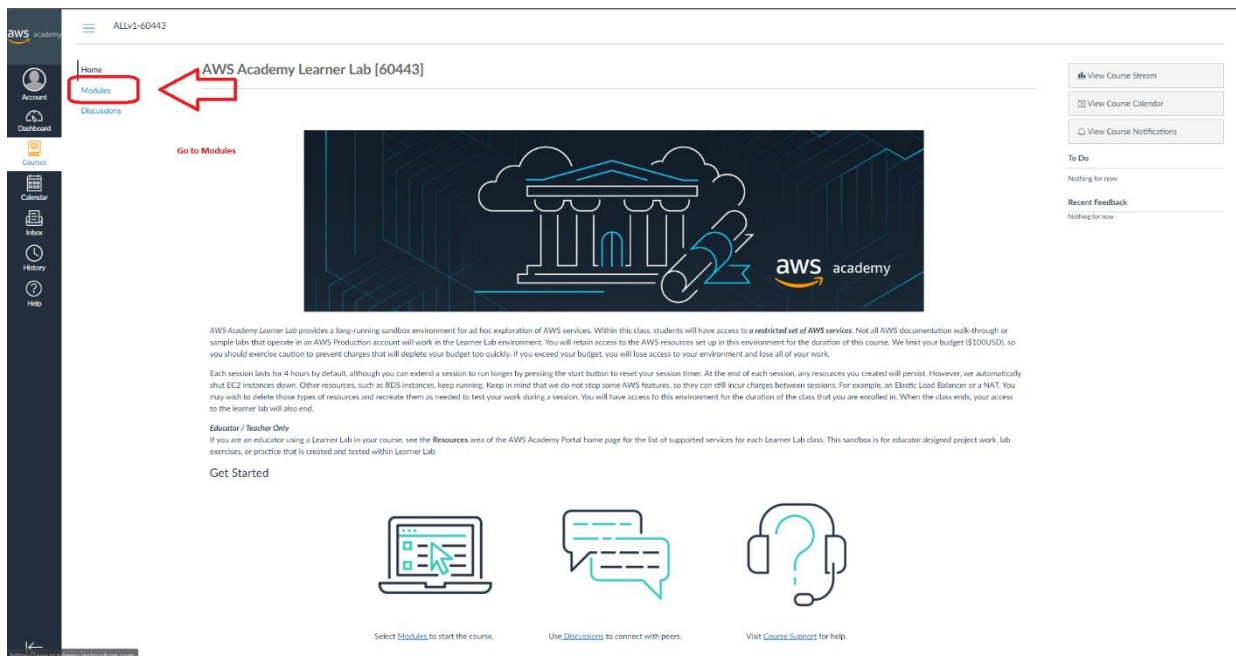 aws academy
ALLv1-60443
Account
Dashboard
Courses
Calendar
Inbox
History
Help
Home
Modules
Discussions
AWS Academy Learner Lab [60443]
Go to Modules
aws academy
AWS Academy Learner Lab provides a long-running sandbox environment for ad hoc exploration of AWS services. Within this class, students will have access to a restricted set of AWS services. Not all AWS documentation walk-through or
sample labs that operate in an AWS Production account will work in the Learner Lab environment. You will retain access to the AWS resources set up in this environment for the duration of this course. We limit your budget ($100USD), so
you should exercise caution to prevent charges that will deplete your budget too quickly. If you exceed your budget, you will lose access to your environment and lose all of your work.
Each session lasts for 4 hours by default, although you can extend a session to run longer by pressing the start button to reset your session timer. At the end of each session, any resources you created will persist. However, we automatically
shut EC2 instances down. Other resources, such as RDS instances, keep running. Keep in mind that we do not stop some AWS features, so they can still incur charges between sessions. For example, an Elastic Load Balancer or a NAT. You
may wish to delete those types of resources and recreate them as needed to test your work during a session. You will have access to this environment for the duration of the class that you are enrolled in. When the class ends, your access
to the learner lab will also end.
Educator / Teacher Only
If you are an educator using a Learner Lab in your course, see the Resources area of the AWS Academy Portal home page for the list of supported services for each Learner Lab class. This sandbox is for educator designed project work, lab
exercises, or practice that is created and tested within Learner Lab.
Get Started
Select Modules to start the course.
Use Discussions to connect with peers.
Visit Course Support for help.
View Course Stream
View Course Calendar
View Course Notifications
To Do
Nothing for now
Recent Feedback
Nothing for now